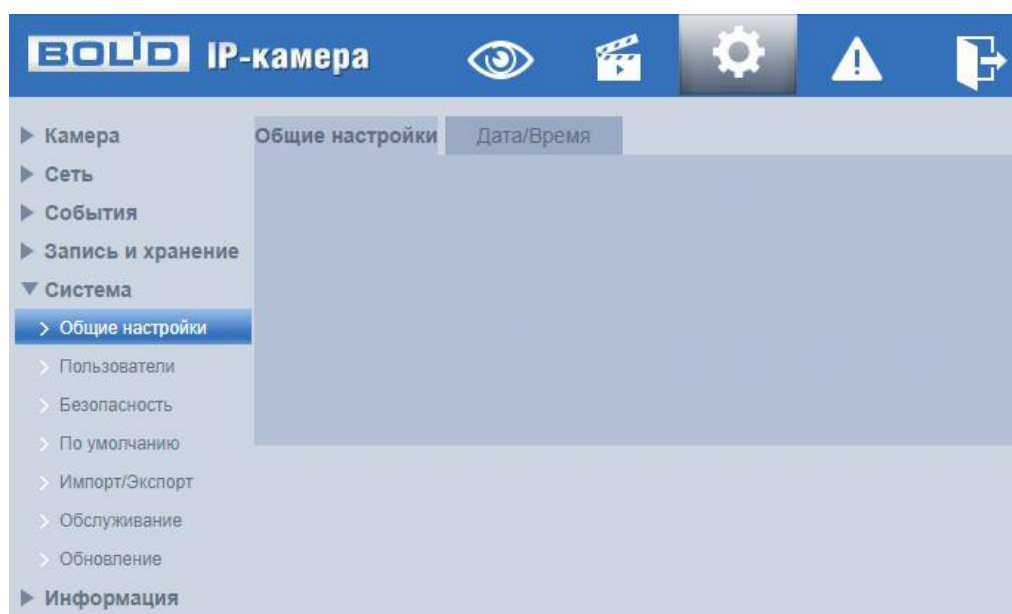 BOLID IP-камера
Камера
Общие настройки Дата/Время
Сеть
События
Запись и хранение
Система
Общие настройки
Пользователи
Безопасность
По умолчанию
Импорт/Экспорт
Обслуживание
Обновление
Информация